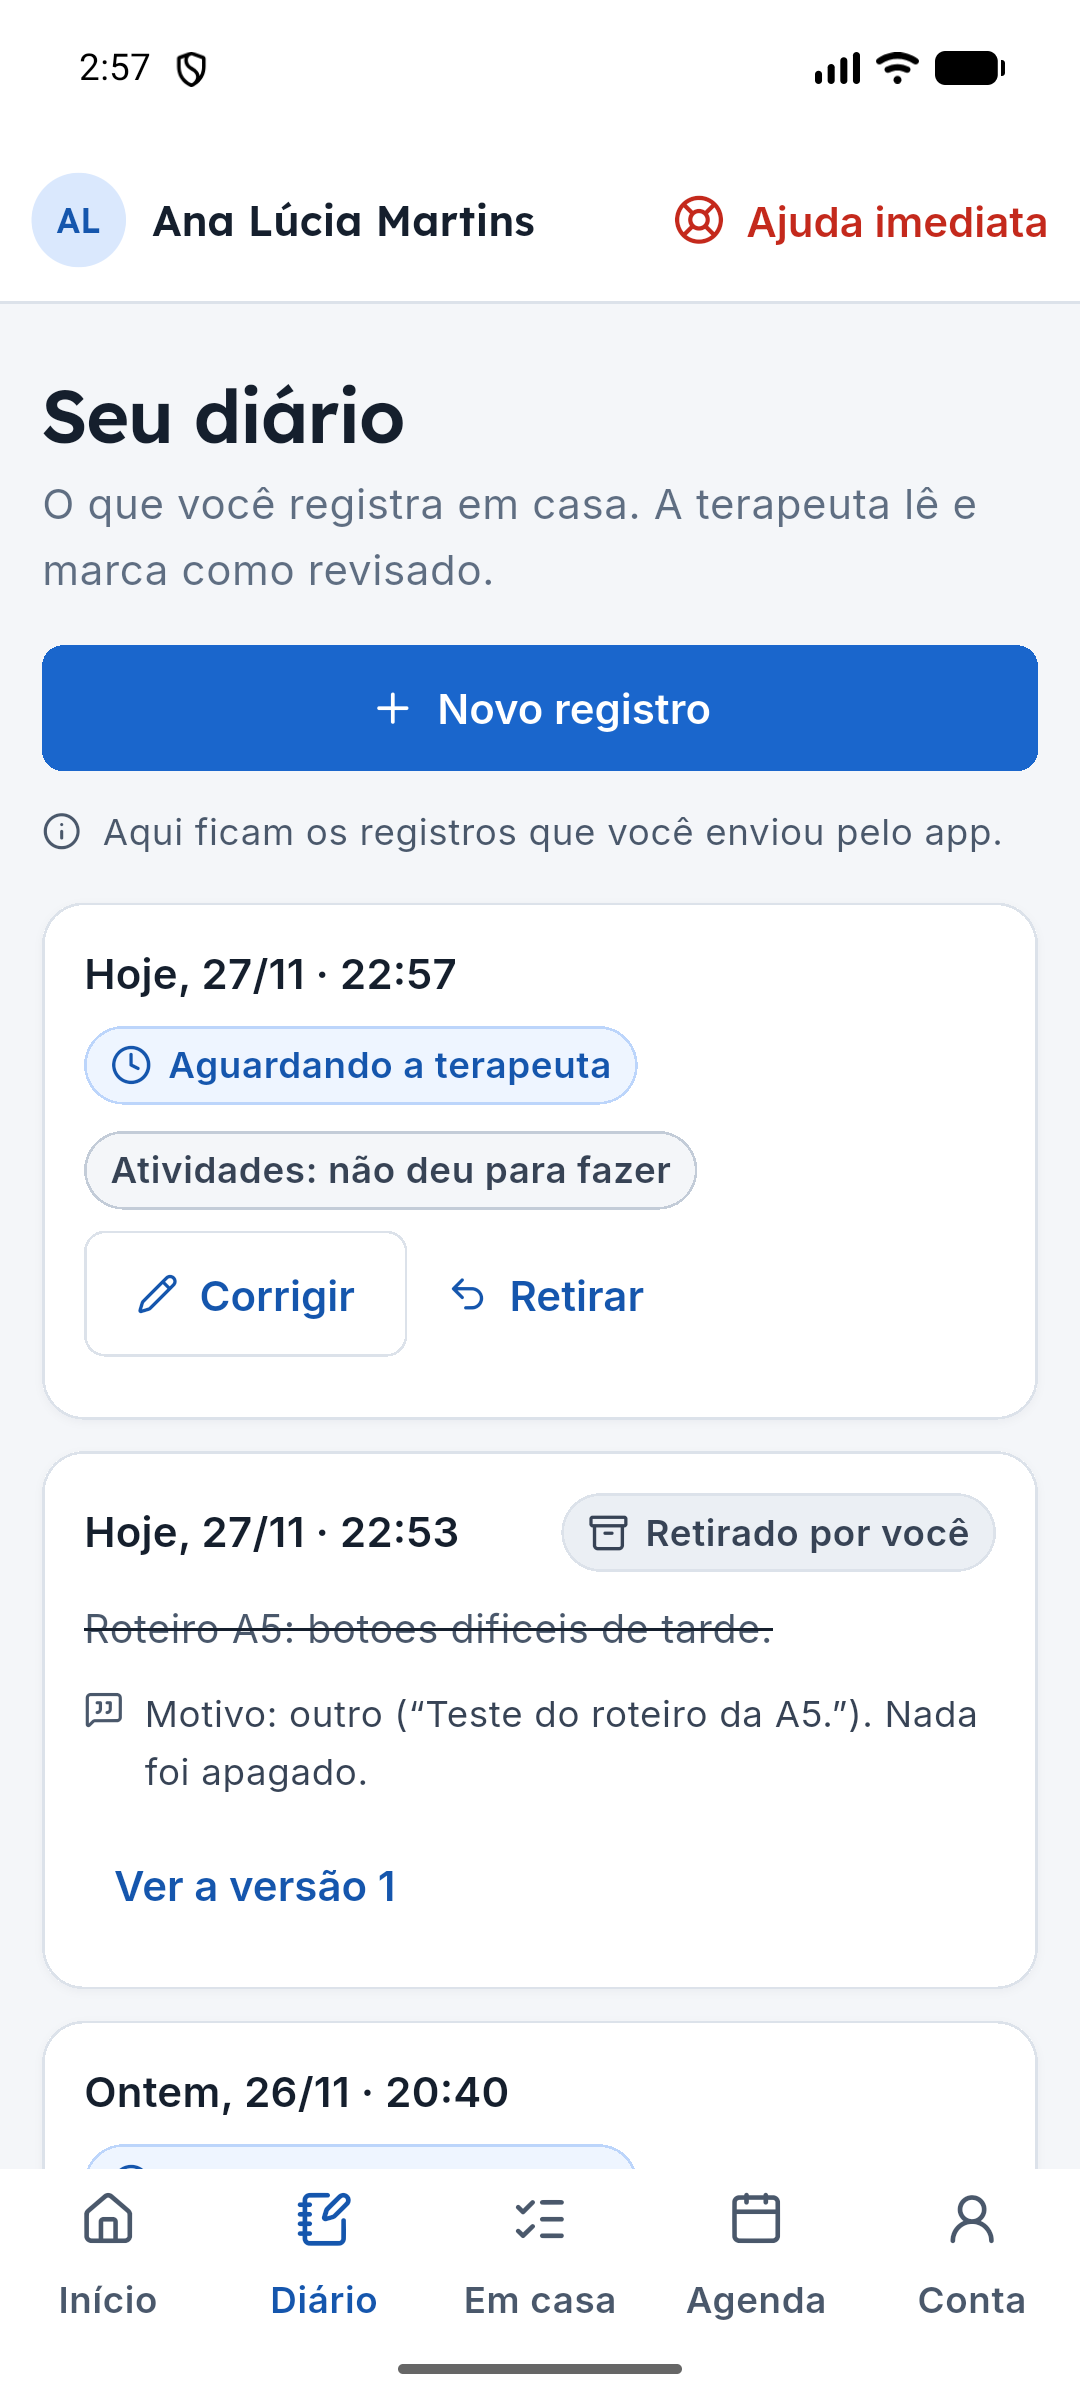 2:57
AL
Ana Lúcia Martins
Ajuda imediata
Seu diário
O que você registra em casa. A terapeuta lê e
marca como revisado.
Novo registro
Aqui ficam os registros que você enviou pelo app.
Hoje, 27/11 · 22:57
Aguardando a terapeuta
Atividades: não deu para fazer
Corrigir
Retirar
Hoje, 27/11 · 22:53
Retirado por você
Roteiro A5: botoes dificeis de tarde.
Motivo: outro (“Teste do roteiro da A5.”). Nada
foi apagado.
Ver a versão 1
Ontem, 26/11 · 20:40
Início
Diário
Em casa
Agenda
Conta